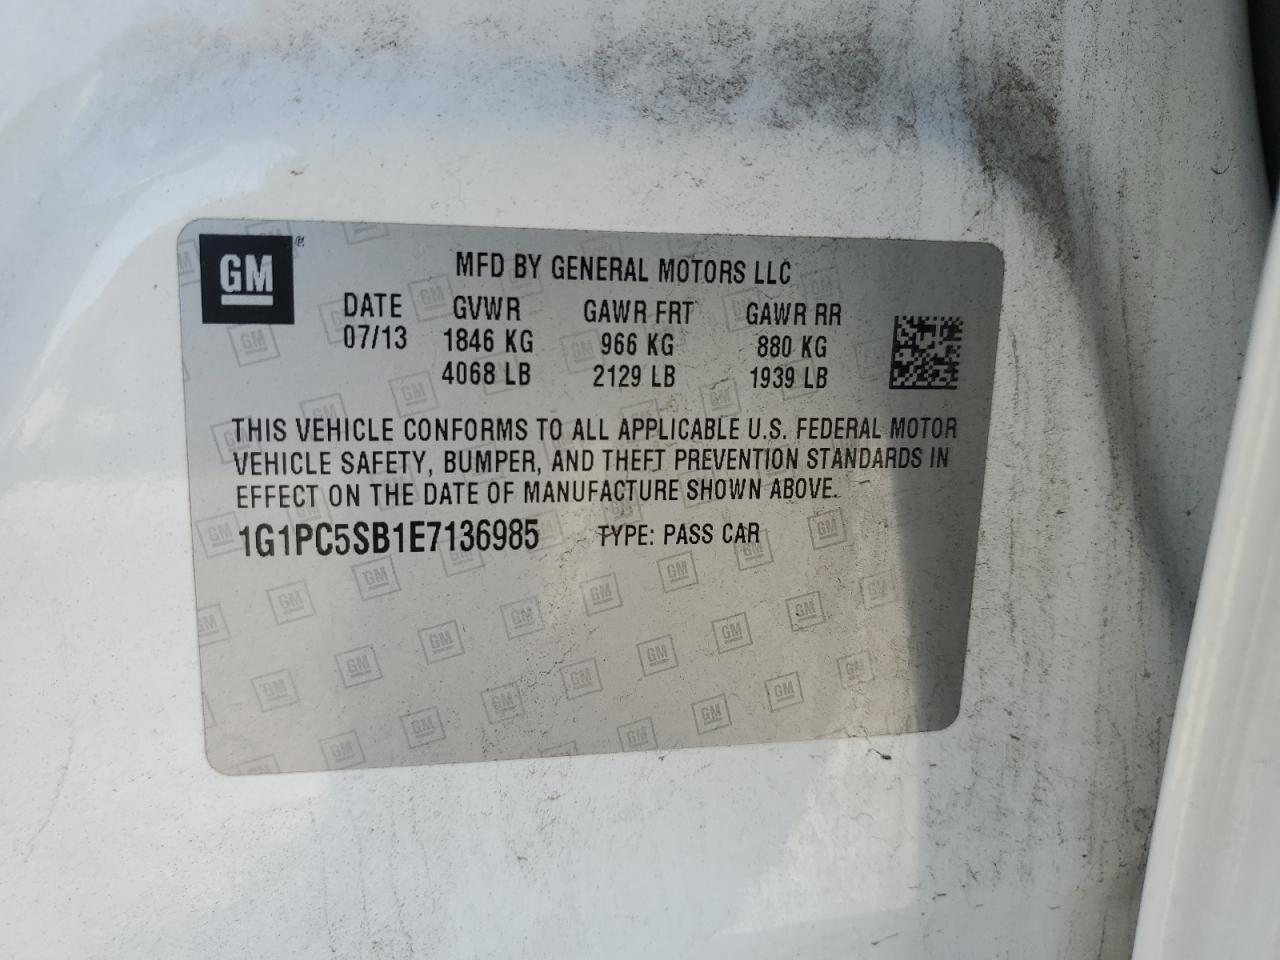 GM ®
MFD BY GENERAL MOTORS LLC
DATE GVWR GAWR FRT GAWR RR
07/13 1846 KG 966 KG 880 KG
4068 LB 2129 LB 1939 LB
THIS VEHICLE CONFORMS TO ALL APPLICABLE U.S. FEDERAL MOTOR
VEHICLE SAFETY, BUMPER, AND THEFT PREVENTION STANDARDS IN
EFFECT ON THE DATE OF MANUFACTURE SHOWN ABOVE.
1G1PC5SB1E7136985 TYPE: PASS CAR